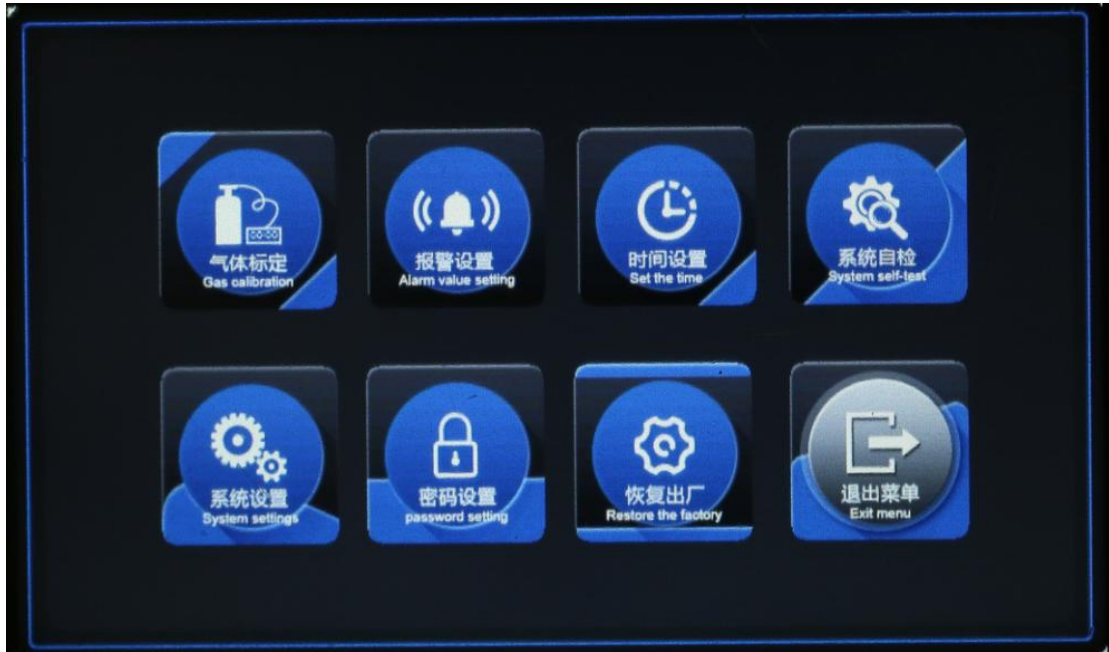 气体标定
Gas calibration
报警设置
Alarm value setting
时间设置
Set the time
系统自检
System self-test
系统设置
System settings
密码设置
password setting
恢复出厂
Restore the factory
退出菜单
Exit menu